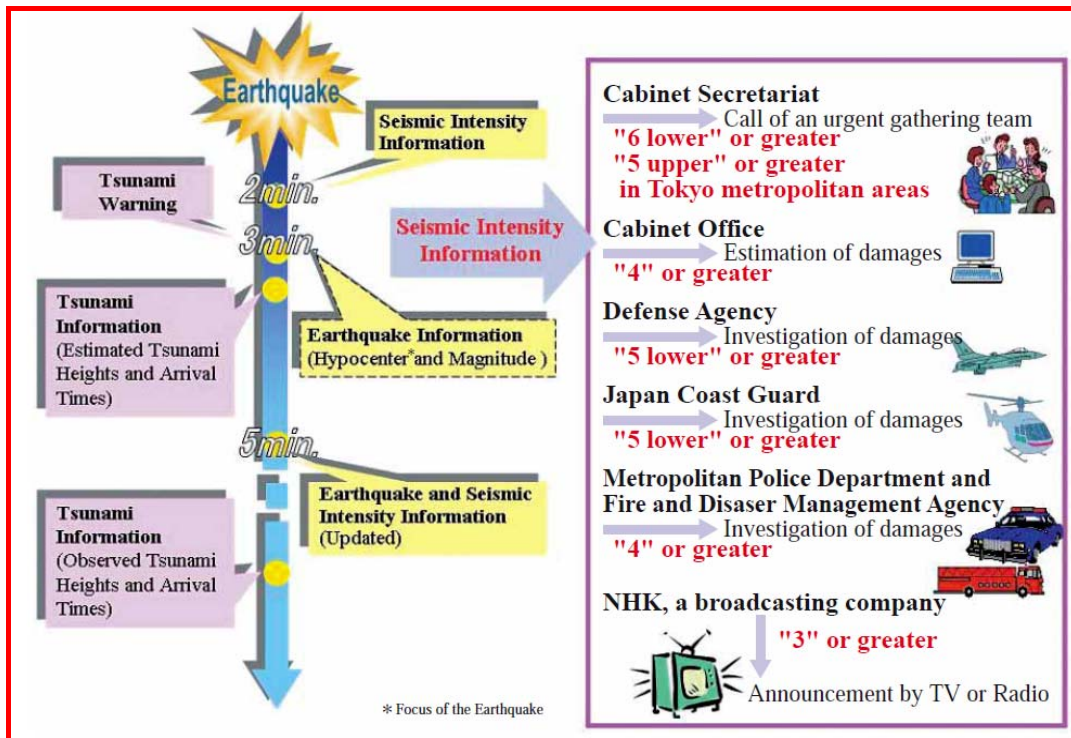 Earthquake
Seismic Intensity
Information
2min.
Tsunami
Warning
3min.
Tsunami
Information
(Estimated Tsunami
Heights and Arrival
Times)
Earthquake Information
(Hypocenter* and Magnitude )
5min.
Earthquake and Seismic
Intensity Information
(Updated)
Tsunami
Information
(Observed Tsunami
Heights and Arrival
Times)
* Focus of the Earthquake
Seismic Intensity
Information
Cabinet Secretariat
Call of an urgent gathering team
"6 lower" or greater
"5 upper" or greater
in Tokyo metropolitan areas
Cabinet Office
Estimation of damages
"4" or greater
Defense Agency
Investigation of damages
"5 lower" or greater
Japan Coast Guard
Investigation of damages
"5 lower" or greater
Metropolitan Police Department and
Fire and Disaser Management Agency
Investigation of damages
"4" or greater
NHK, a broadcasting company
"3" or greater
Announcement by TV or Radio